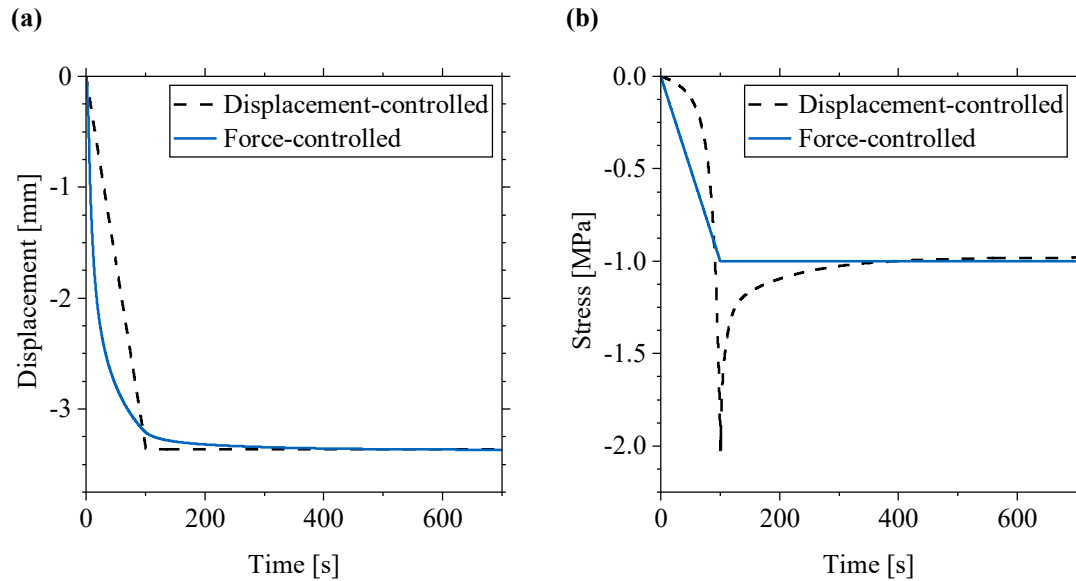 (a)
Displacement [mm]
0
-1
-2
-3
Displacement-controlled
Force-controlled
0
200
400
600
Time [s]
(b)
Stress [MPa]
0.0
-0.5
-1.0
-1.5
-2.0
Displacement-controlled
Force-controlled
0
200
400
600
Time [s]